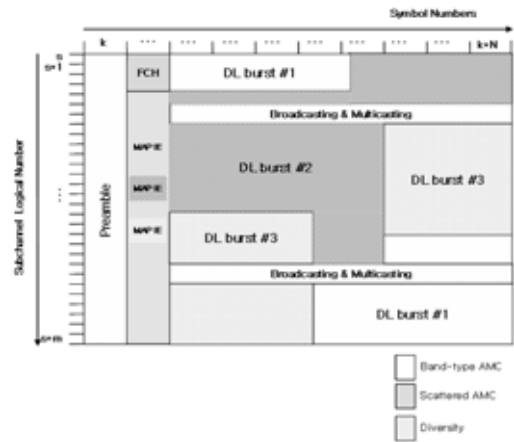 Symbol Numbers
k ... ... ... ... ... ... ... k+N
s
s+1
FCH
DL burst #1
Broadcasting & Multicasting
MAP IE
DL burst #2
DL burst #3
MAP IE
Subchannel Logical Number
...
Preamble
MAP IE
DL burst #3
Broadcasting & Multicasting
DL burst #1
s+m
Band-type AMC
Scattered AMC
Diversity